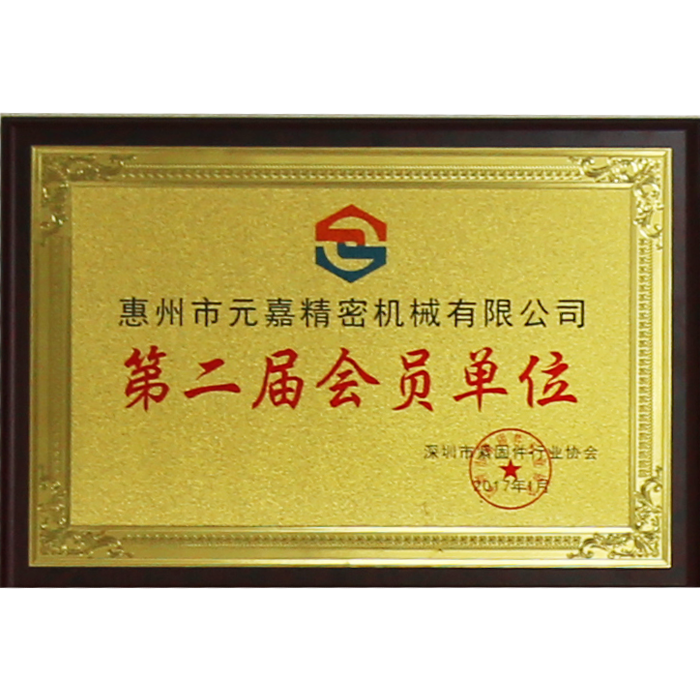 惠州市元嘉精密机械有限公司
第二届会员单位
深圳市紧固件行业协会
2017年1月